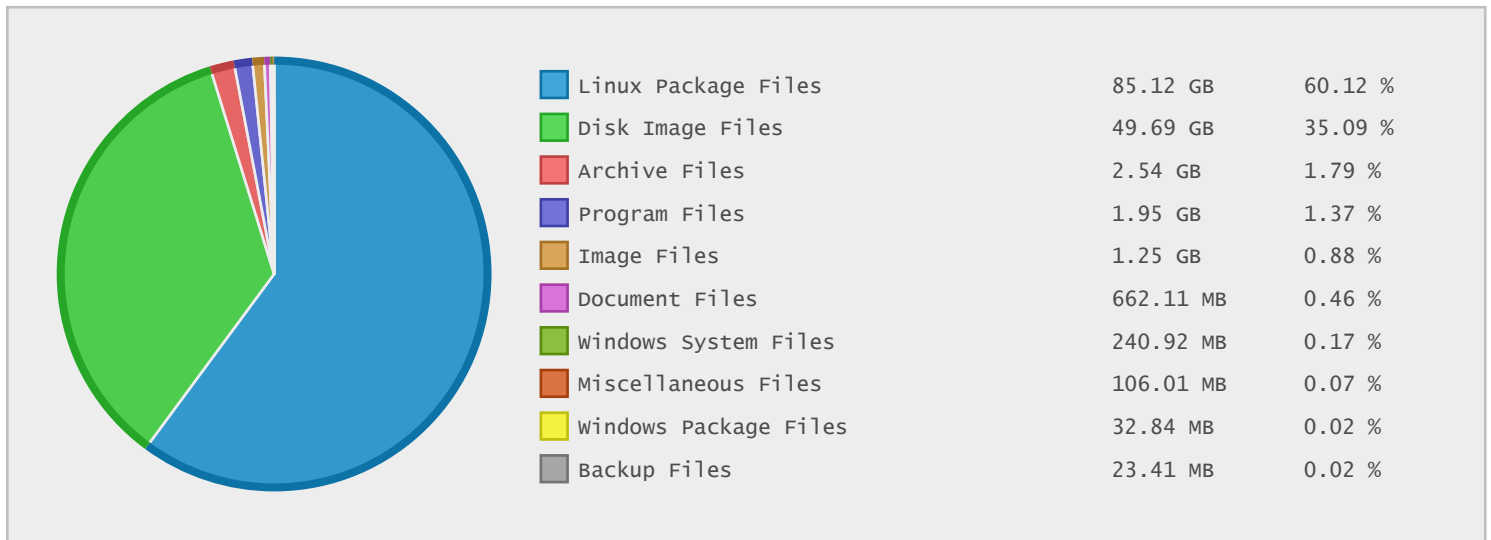 Linux Package Files 85.12 GB 60.12 %
Disk Image Files 49.69 GB 35.09 %
Archive Files 2.54 GB 1.79 %
Program Files 1.95 GB 1.37 %
Image Files 1.25 GB 0.88 %
Document Files 662.11 MB 0.46 %
Windows System Files 240.92 MB 0.17 %
Miscellaneous Files 106.01 MB 0.07 %
Windows Package Files 32.84 MB 0.02 %
Backup Files 23.41 MB 0.02 %